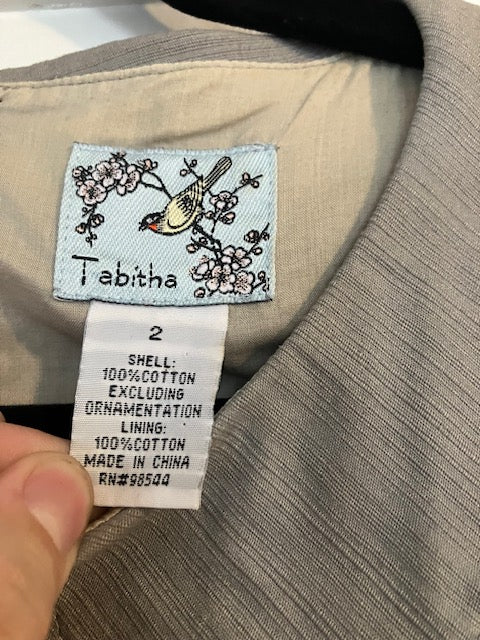 Tabitha
2
SHELL:
100%COTTON
EXCLUDING
ORNAMENTATION
LINING:
100%COTTON
MADE IN CHINA
RN#98544